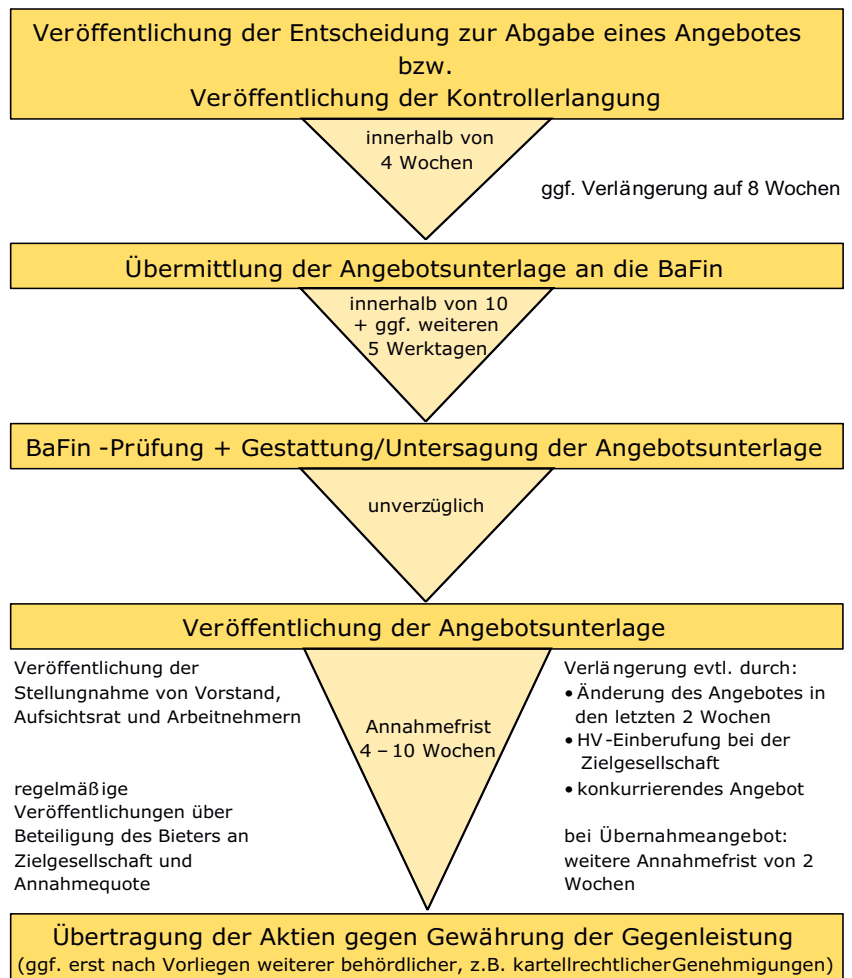 Veröffentlichung der Entscheidung zur Abgabe eines Angebotes
bzw.
Veröffentlichung der Kontrollerlangung
innerhalb von
4 Wochen
ggf. Verlängerung auf 8 Wochen
Übermittlung der Angebotsunterlage an die BaFin
innerhalb von 10
+ ggf. weiteren
5 Werktagen
BaFin -Prüfung + Gestattung/Untersagung der Angebotsunterlage
unverzüglich
Veröffentlichung der Angebotsunterlage
Veröffentlichung der
Stellungnahme von Vorstand,
Aufsichtsrat und Arbeitnehmern
regelmäßige
Veröffentlichungen über
Beteiligung des Bieters an
Zielgesellschaft und
Annahmequote
Annahmefrist
4 – 10 Wochen
Verlängerung evtl. durch:
• Änderung des Angebotes in
den letzten 2 Wochen
• HV-Einberufung bei der
Zielgesellschaft
• konkurrierendes Angebot
bei Übernahmeangebot:
weitere Annahmefrist von 2
Wochen
Übertragung der Aktien gegen Gewährung der Gegenleistung
(ggf. erst nach Vorliegen weiterer behördlicher, z.B. kartellrechtlicherGenehmigungen)